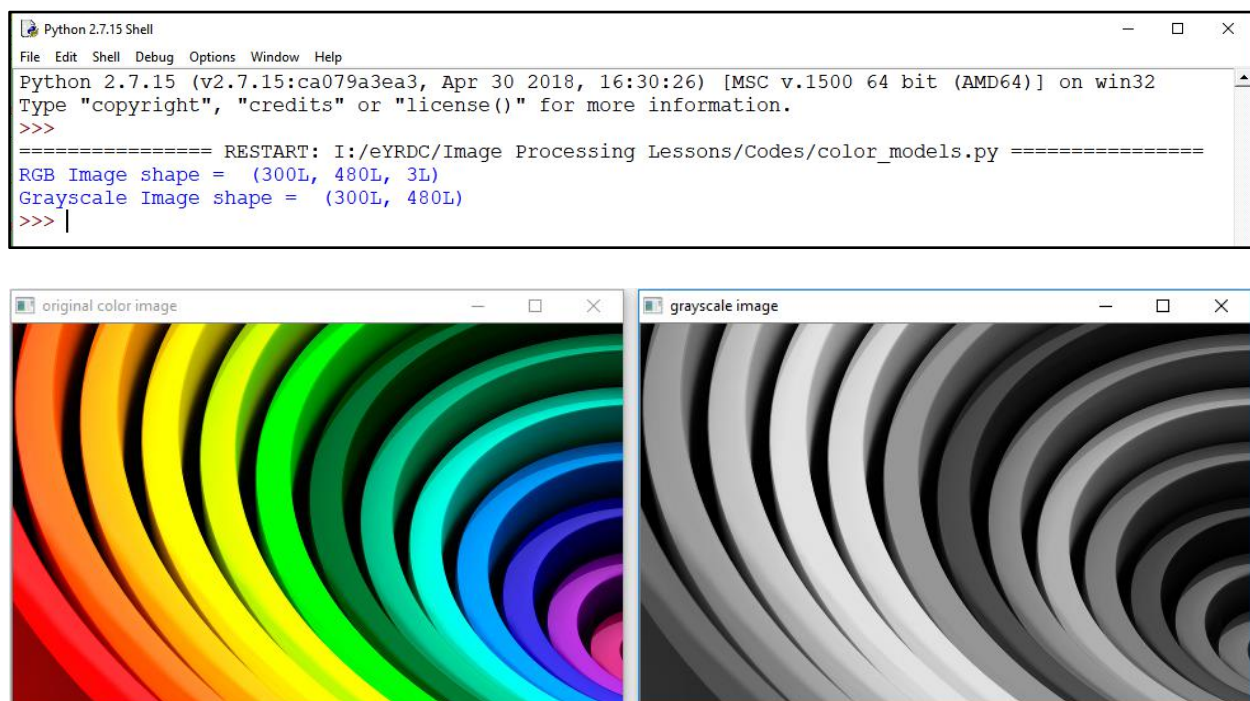 Python 2.7.15 Shell
File Edit Shell Debug Options Window Help
Python 2.7.15 (v2.7.15:ca079a3ea3, Apr 30 2018, 16:30:26) [MSC v.1500 64 bit (AMD64)] on win32
Type "copyright", "credits" or "license()" for more information.
>>>
================ RESTART: I:/eYRDC/Image Processing Lessons/Codes/color_models.py ================
RGB Image shape =  (300L, 480L, 3L)
Grayscale Image shape =  (300L, 480L)
>>>
original color image
grayscale image